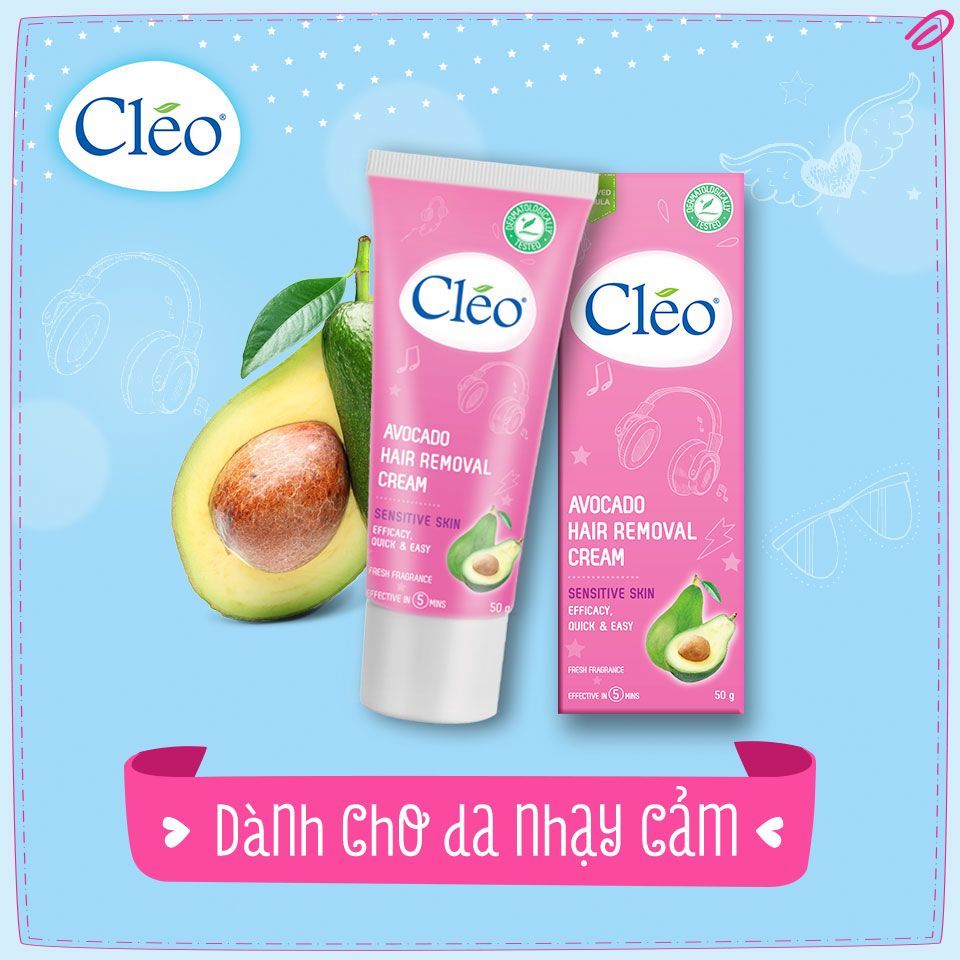 Cléo®
DERMATOLOGICALLY
TESTED
Cléo®
AVOCADO
HAIR REMOVAL
CREAM
SENSITIVE SKIN
EFFICACY,
QUICK & EASY
FRESH FRAGRANCE
EFFECTIVE IN 5 MINS
50 g
DERMATOLOGICALLY
TESTED
Cléo®
AVOCADO
HAIR REMOVAL
CREAM
SENSITIVE SKIN
EFFICACY,
QUICK & EASY
FRESH FRAGRANCE
EFFECTIVE IN 5 MINS
50 g
Dành cho da nhạy cảm